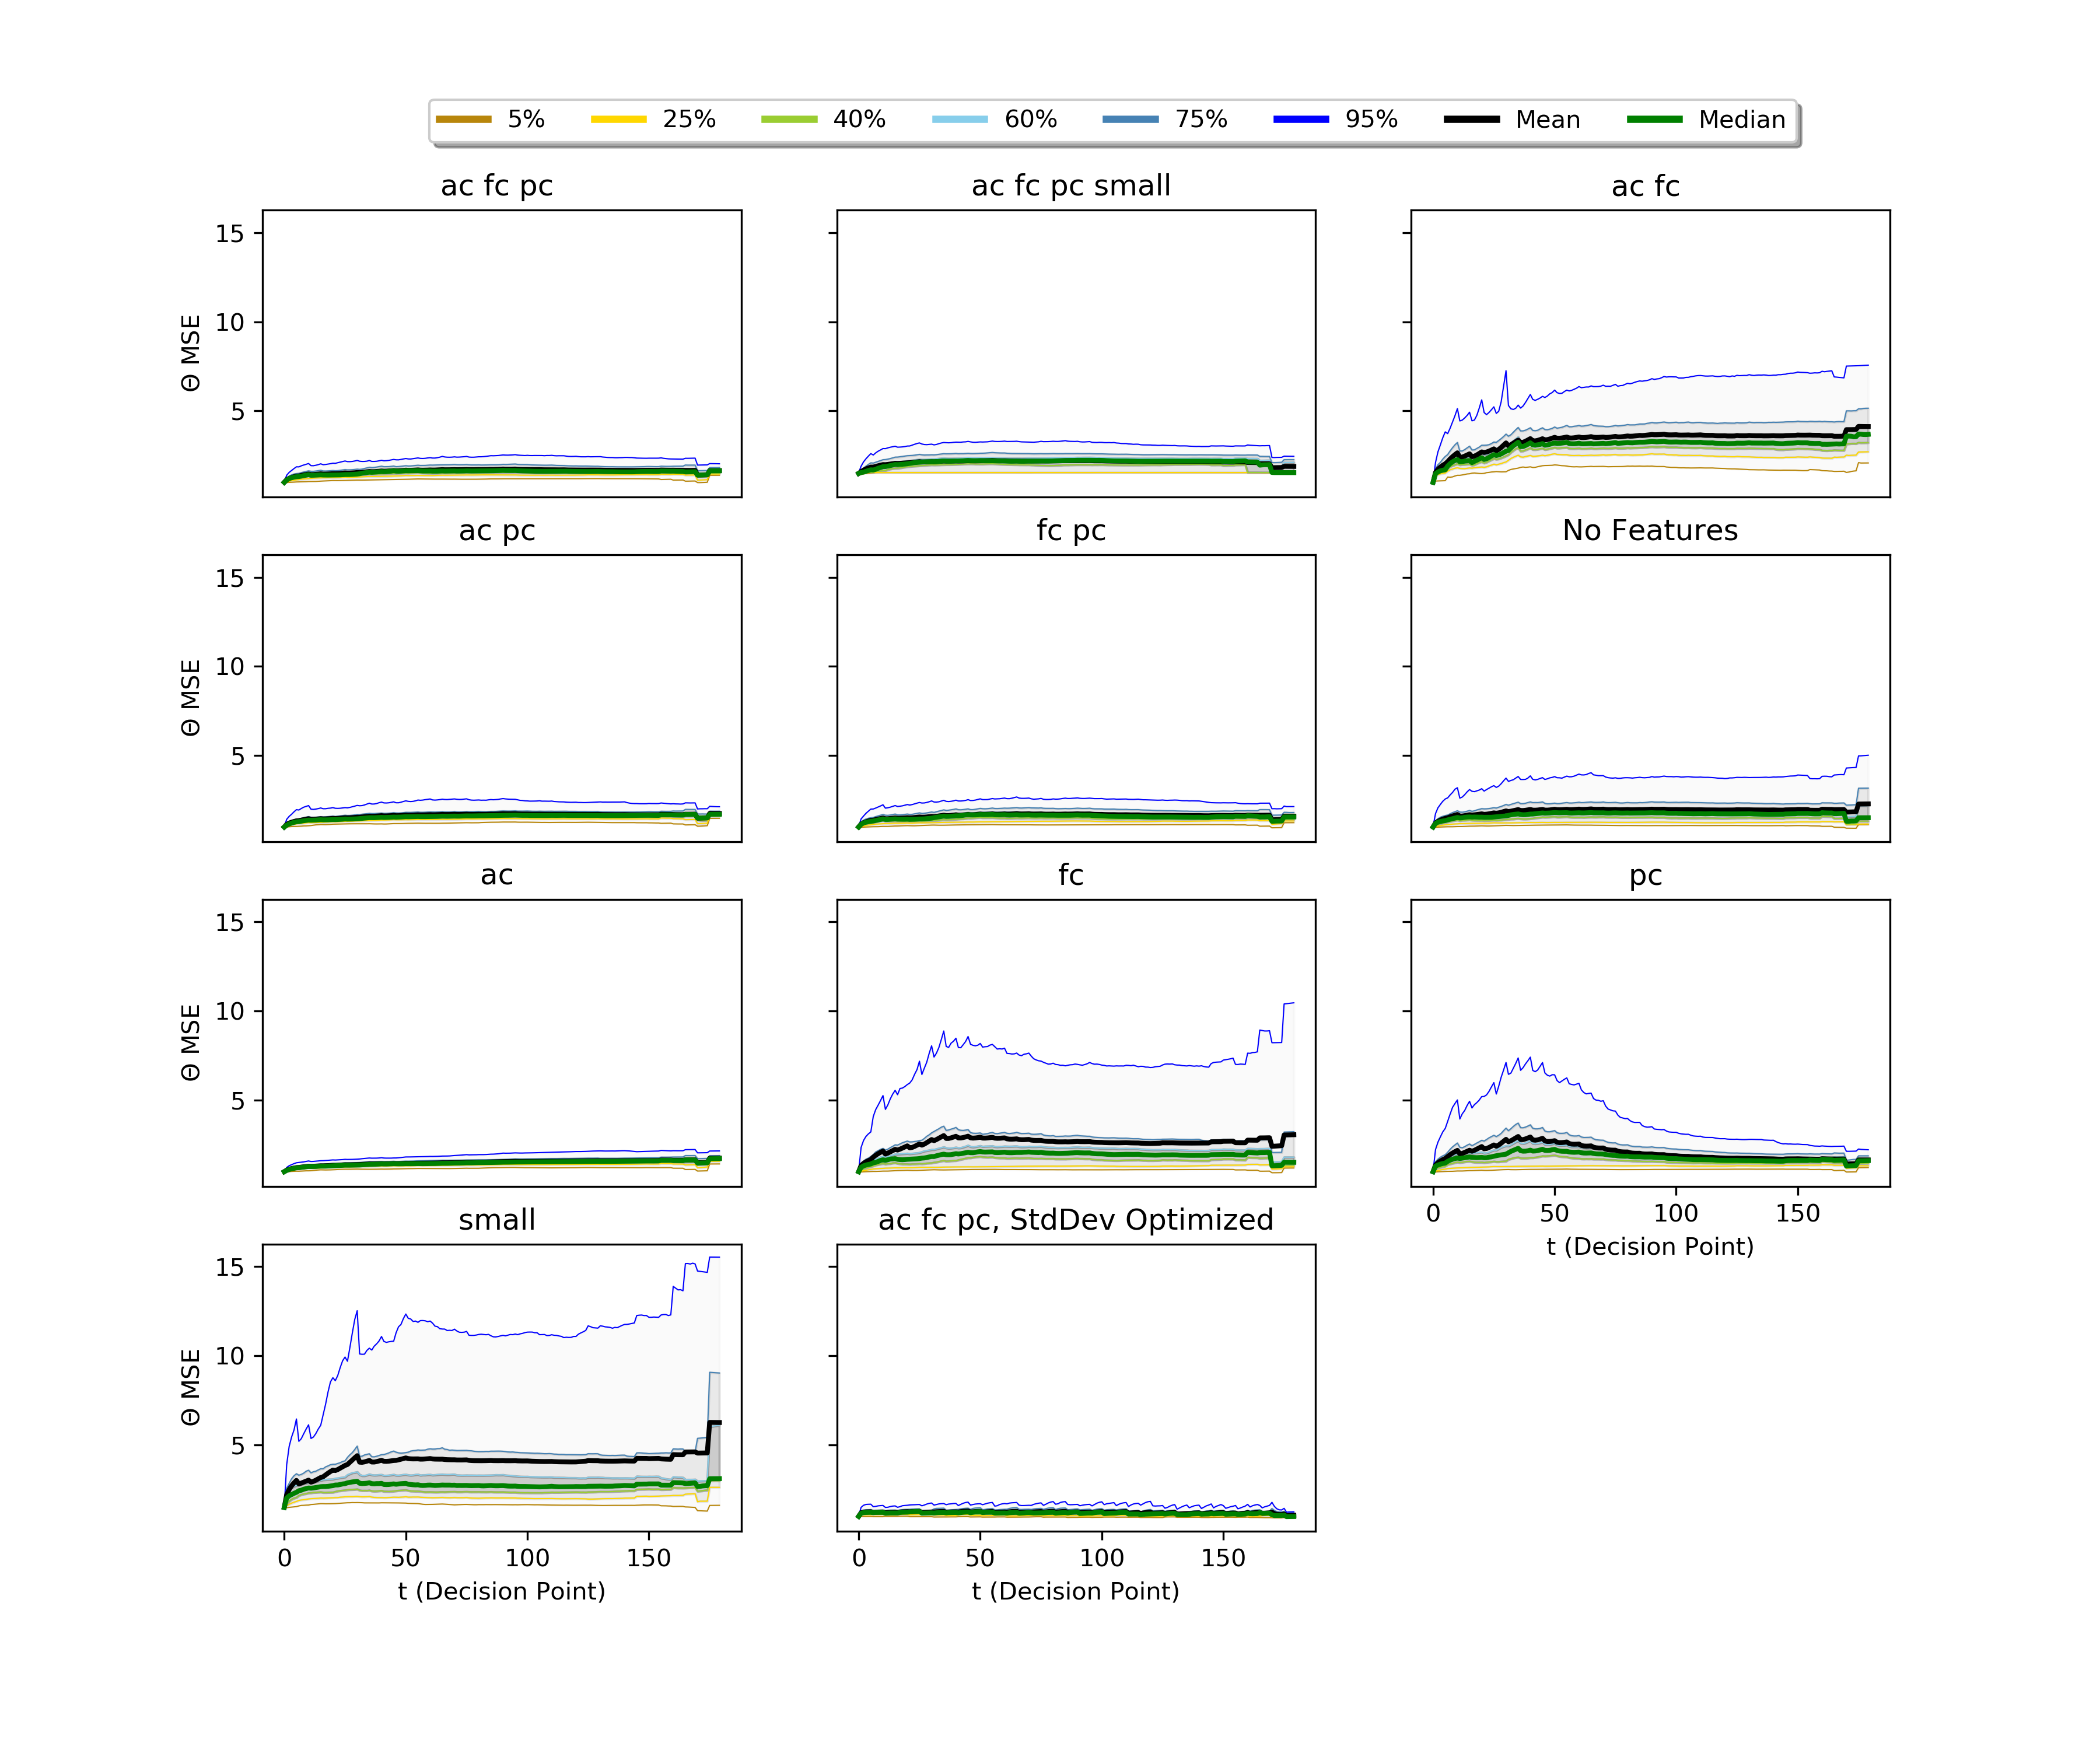 5% 25% 40% 60% 75% 95% Mean Median
ac fc pc
ac fc pc small
ac fc
15
10
5
Θ MSE
ac pc
fc pc
No Features
15
10
5
Θ MSE
ac
fc
pc
15
10
5
Θ MSE
0 50 100 150
t (Decision Point)
small
ac fc pc, StdDev Optimized
15
10
5
Θ MSE
0 50 100 150
t (Decision Point)
0 50 100 150
t (Decision Point)